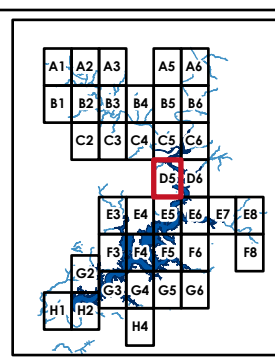 A1 A2 A3 A5 A6
B1 B2 B3 B4 B5 B6
C2 C3 C4 C5 C6
D5 D6
E3 E4 E5 E6 E7 E8
F3 F4 F5 F6 F8
G2 G3 G4 G5 G6
H1 H2
H4